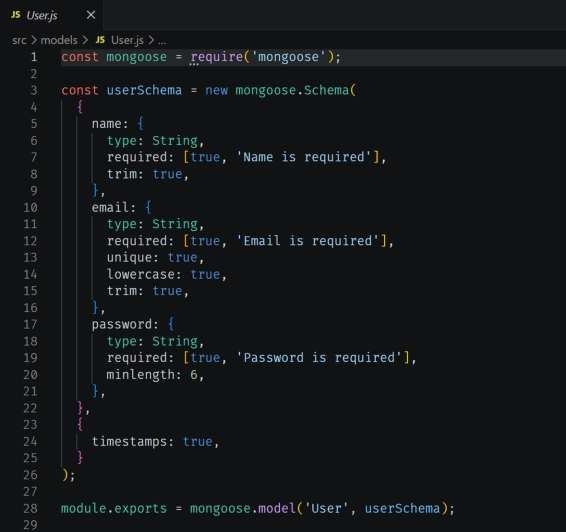 JS User.js ×
src > models > JS User.js > ...
1 const mongoose = require('mongoose');
2
3 const userSchema = new mongoose.Schema(
4   {
5     name: {
6       type: String,
7       required: [true, 'Name is required'],
8       trim: true,
9     },
10     email: {
11       type: String,
12       required: [true, 'Email is required'],
13       unique: true,
14       lowercase: true,
15       trim: true,
16     },
17     password: {
18       type: String,
19       required: [true, 'Password is required'],
20       minlength: 6,
21     },
22   },
23   {
24     timestamps: true,
25   }
26 );
27
28 module.exports = mongoose.model('User', userSchema);
29